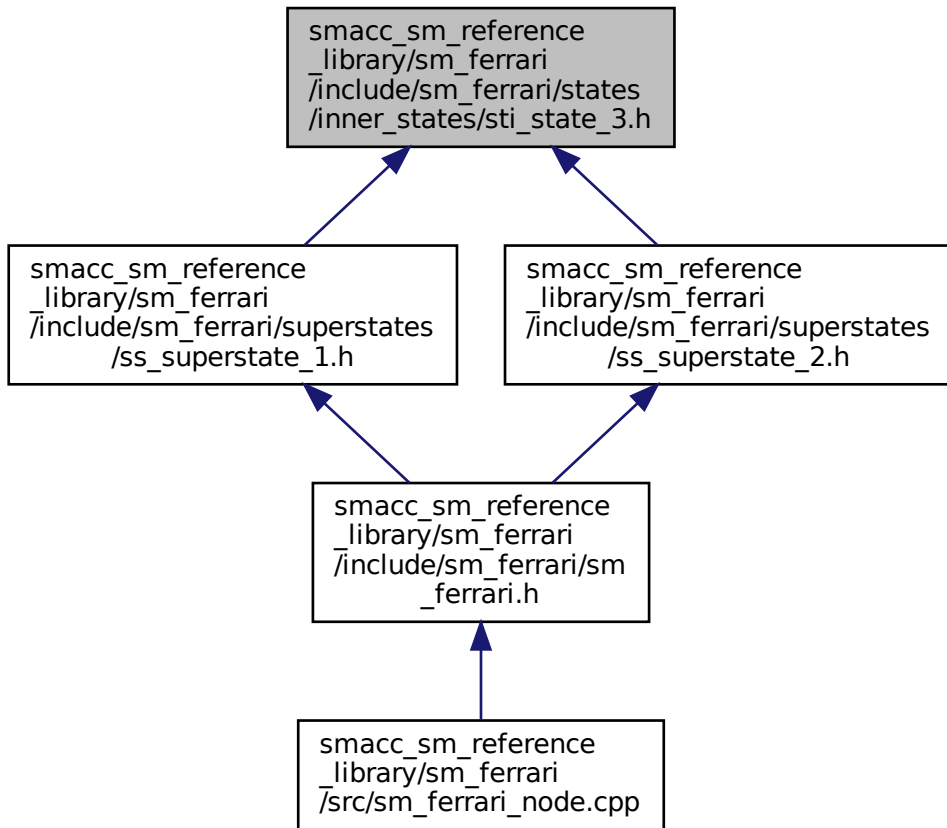 smacc_sm_reference
_library/sm_ferrari
/include/sm_ferrari/states
/inner_states/sti_state_3.h
smacc_sm_reference
_library/sm_ferrari
/include/sm_ferrari/superstates
/ss_superstate_1.h
smacc_sm_reference
_library/sm_ferrari
/include/sm_ferrari/superstates
/ss_superstate_2.h
smacc_sm_reference
_library/sm_ferrari
/include/sm_ferrari/sm
_ferrari.h
smacc_sm_reference
_library/sm_ferrari
/src/sm_ferrari_node.cpp